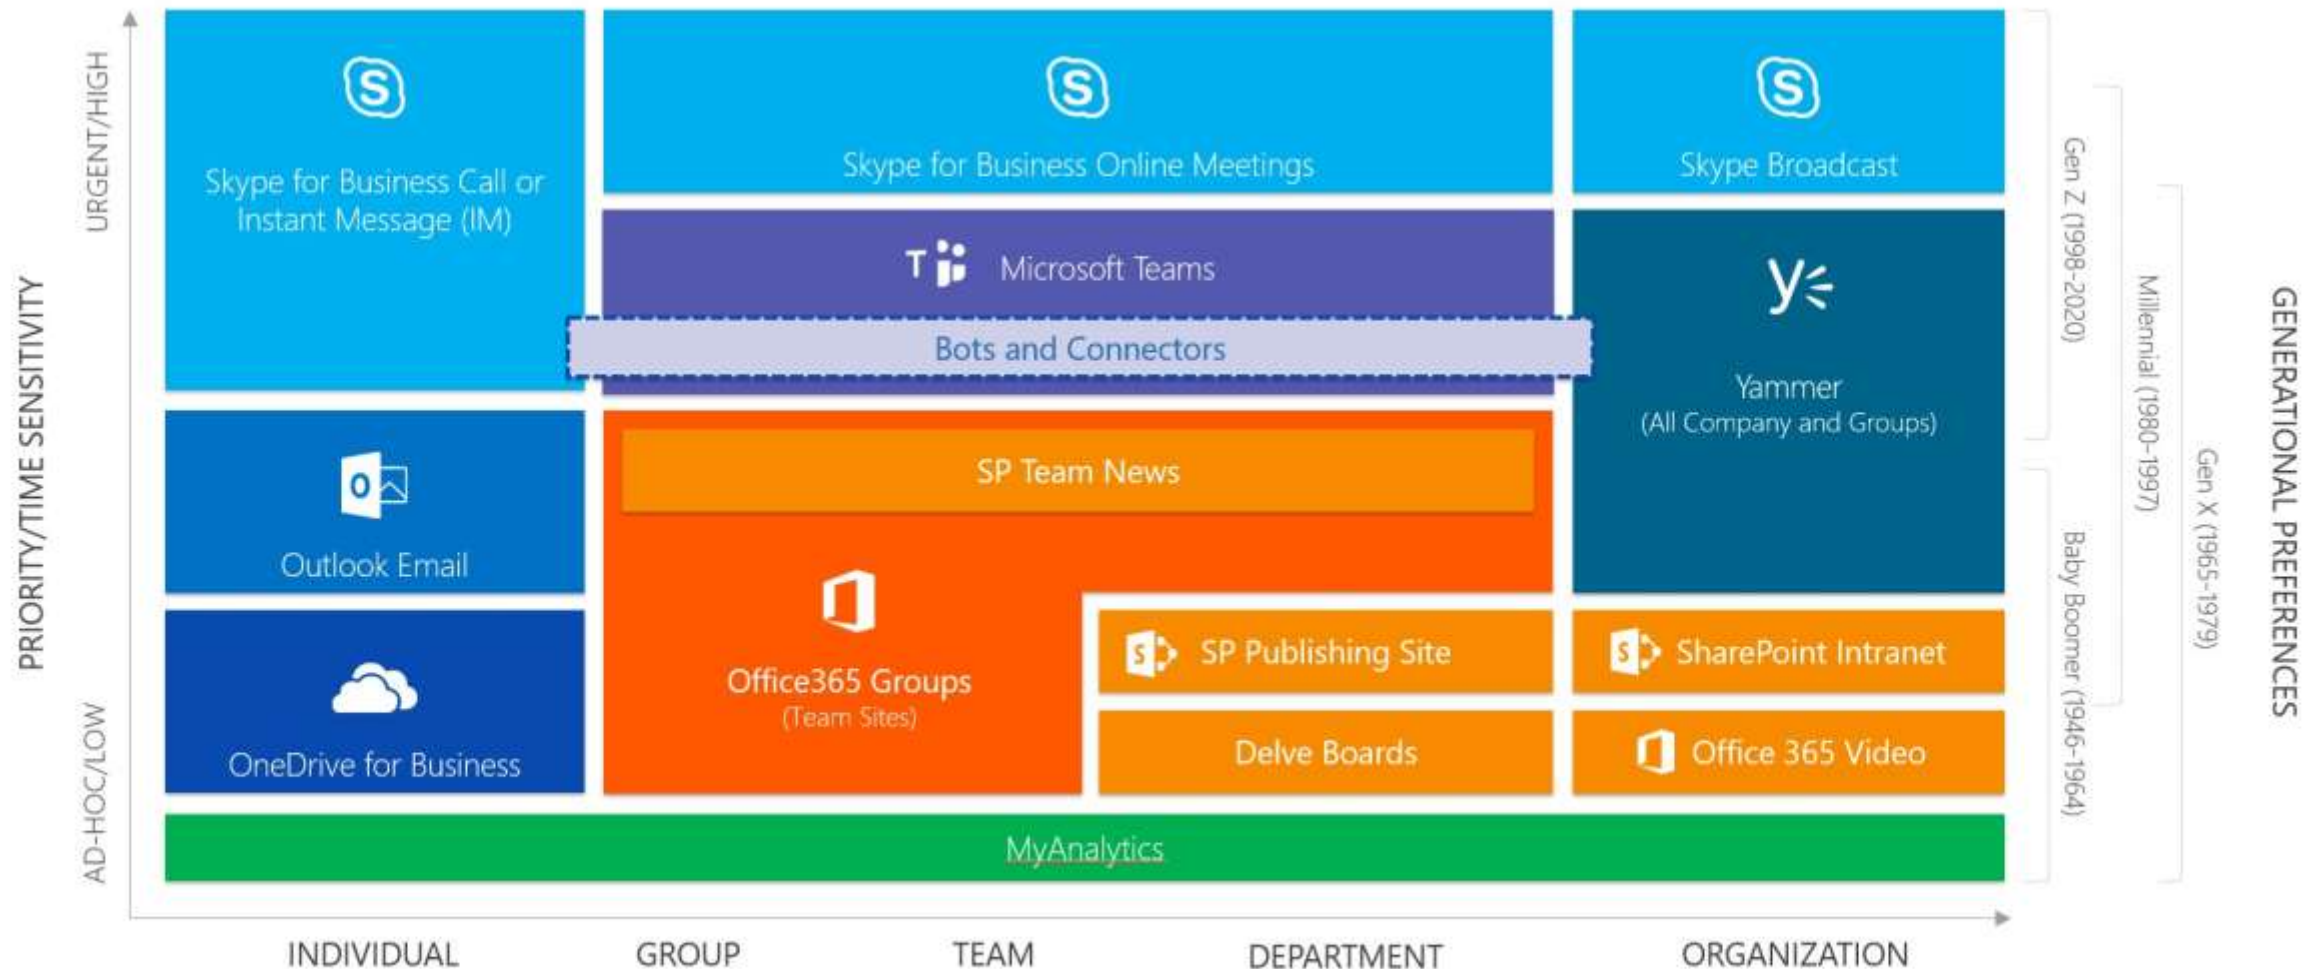 PRIORITY/TIME SENSITIVITY
URGENT/HIGH
AD-HOC/LOW
Skype for Business Call or
Instant Message (IM)
Skype for Business Online Meetings
Skype Broadcast
T Microsoft Teams
Bots and Connectors
Yammer
(All Company and Groups)
Outlook Email
SP Team News
Office365 Groups
(Team Sites)
OneDrive for Business
SP Publishing Site
SharePoint Intranet
Delve Boards
Office 365 Video
MyAnalytics
INDIVIDUAL
GROUP
TEAM
DEPARTMENT
ORGANIZATION
Gen Z (1998-2020)
Baby Boomer (1946-1964)
Millennial (1980-1997)
Gen X (1965-1979)
GENERATIONAL PREFERENCES